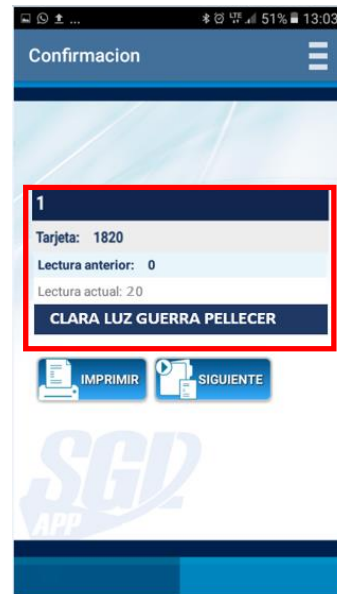 ... 51% 13:03
Confirmacion
1
Tarjeta: 1820
Lectura anterior: 0
Lectura actual: 20
CLARA LUZ GUERRA PELLECER
IMPRIMIR SIGUIENTE
SGD
APP